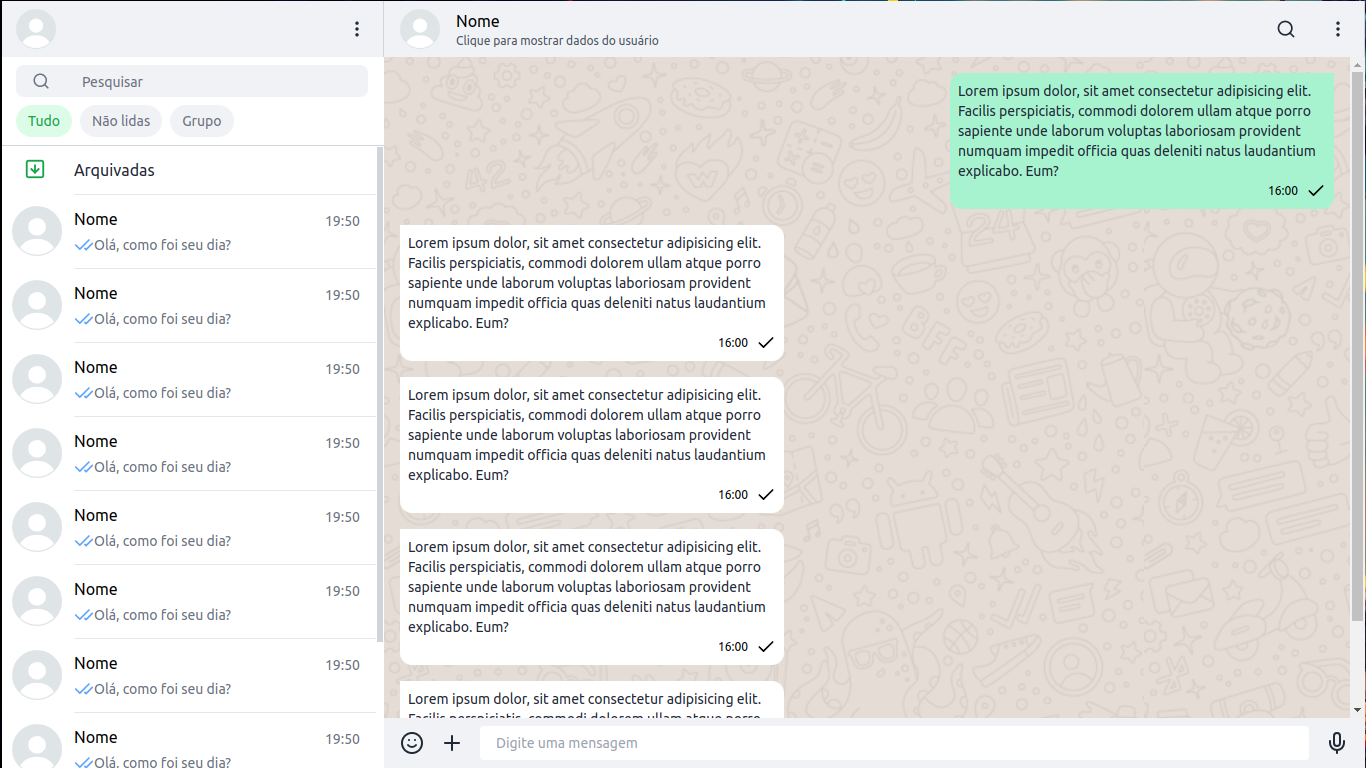 Nome
Clique para mostrar dados do usuário
Pesquisar
Tudo
Não lidas
Grupo
Arquivadas
Nome
19:50
Olá, como foi seu dia?
Nome
19:50
Olá, como foi seu dia?
Nome
19:50
Olá, como foi seu dia?
Nome
19:50
Olá, como foi seu dia?
Nome
19:50
Olá, como foi seu dia?
Nome
19:50
Olá, como foi seu dia?
Nome
19:50
Olá, como foi seu dia?
Nome
19:50
Olá, como foi seu dia?
Lorem ipsum dolor, sit amet consectetur adipisicing elit.
Facilis perspiciatis, commodi dolorem ullam atque porro
sapiente unde laborum voluptas laboriosam provident
numquam impedit officia quas deleniti natus laudantium
explicabo. Eum?
16:00
Lorem ipsum dolor, sit amet consectetur adipisicing elit.
Facilis perspiciatis, commodi dolorem ullam atque porro
sapiente unde laborum voluptas laboriosam provident
numquam impedit officia quas deleniti natus laudantium
explicabo. Eum?
16:00
Lorem ipsum dolor, sit amet consectetur adipisicing elit.
Facilis perspiciatis, commodi dolorem ullam atque porro
sapiente unde laborum voluptas laboriosam provident
numquam impedit officia quas deleniti natus laudantium
explicabo. Eum?
16:00
Lorem ipsum dolor, sit amet consectetur adipisicing elit.
Facilis perspiciatis, commodi dolorem ullam atque porro
sapiente unde laborum voluptas laboriosam provident
numquam impedit officia quas deleniti natus laudantium
explicabo. Eum?
16:00
Lorem ipsum dolor, sit amet consectetur adipisicing elit.
Facilis perspiciatis, commodi dolorem ullam atque porro
Digite uma mensagem